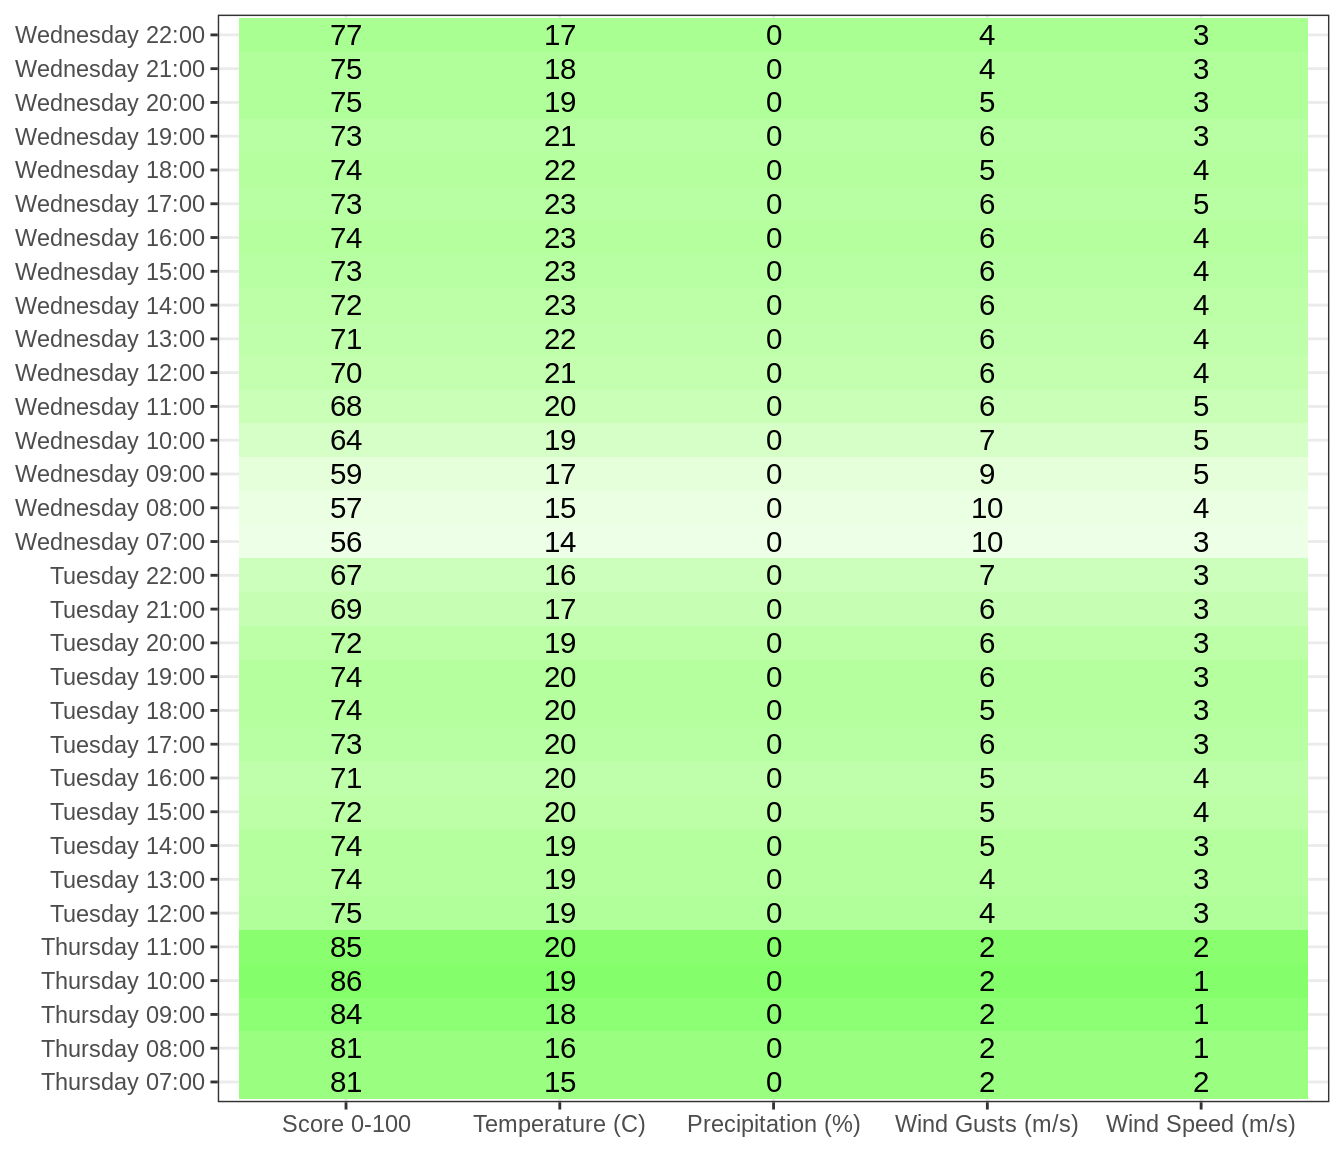 Wednesday 22:00 77 17 0 4 3
Wednesday 21:00 75 18 0 4 3
Wednesday 20:00 75 19 0 5 3
Wednesday 19:00 73 21 0 6 3
Wednesday 18:00 74 22 0 5 4
Wednesday 17:00 73 23 0 6 5
Wednesday 16:00 74 23 0 6 4
Wednesday 15:00 73 23 0 6 4
Wednesday 14:00 72 23 0 6 4
Wednesday 13:00 71 22 0 6 4
Wednesday 12:00 70 21 0 6 4
Wednesday 11:00 68 20 0 6 5
Wednesday 10:00 64 19 0 7 5
Wednesday 09:00 59 17 0 9 5
Wednesday 08:00 57 15 0 10 4
Wednesday 07:00 56 14 0 10 3
Tuesday 22:00 67 16 0 7 3
Tuesday 21:00 69 17 0 6 3
Tuesday 20:00 72 19 0 6 3
Tuesday 19:00 74 20 0 6 3
Tuesday 18:00 74 20 0 5 3
Tuesday 17:00 73 20 0 6 3
Tuesday 16:00 71 20 0 5 4
Tuesday 15:00 72 20 0 5 4
Tuesday 14:00 74 19 0 5 3
Tuesday 13:00 74 19 0 4 3
Tuesday 12:00 75 19 0 4 3
Thursday 11:00 85 20 0 2 2
Thursday 10:00 86 19 0 2 1
Thursday 09:00 84 18 0 2 1
Thursday 08:00 81 16 0 2 1
Thursday 07:00 81 15 0 2 2
Score 0-100 Temperature (C) Precipitation (%) Wind Gusts (m/s) Wind Speed (m/s)